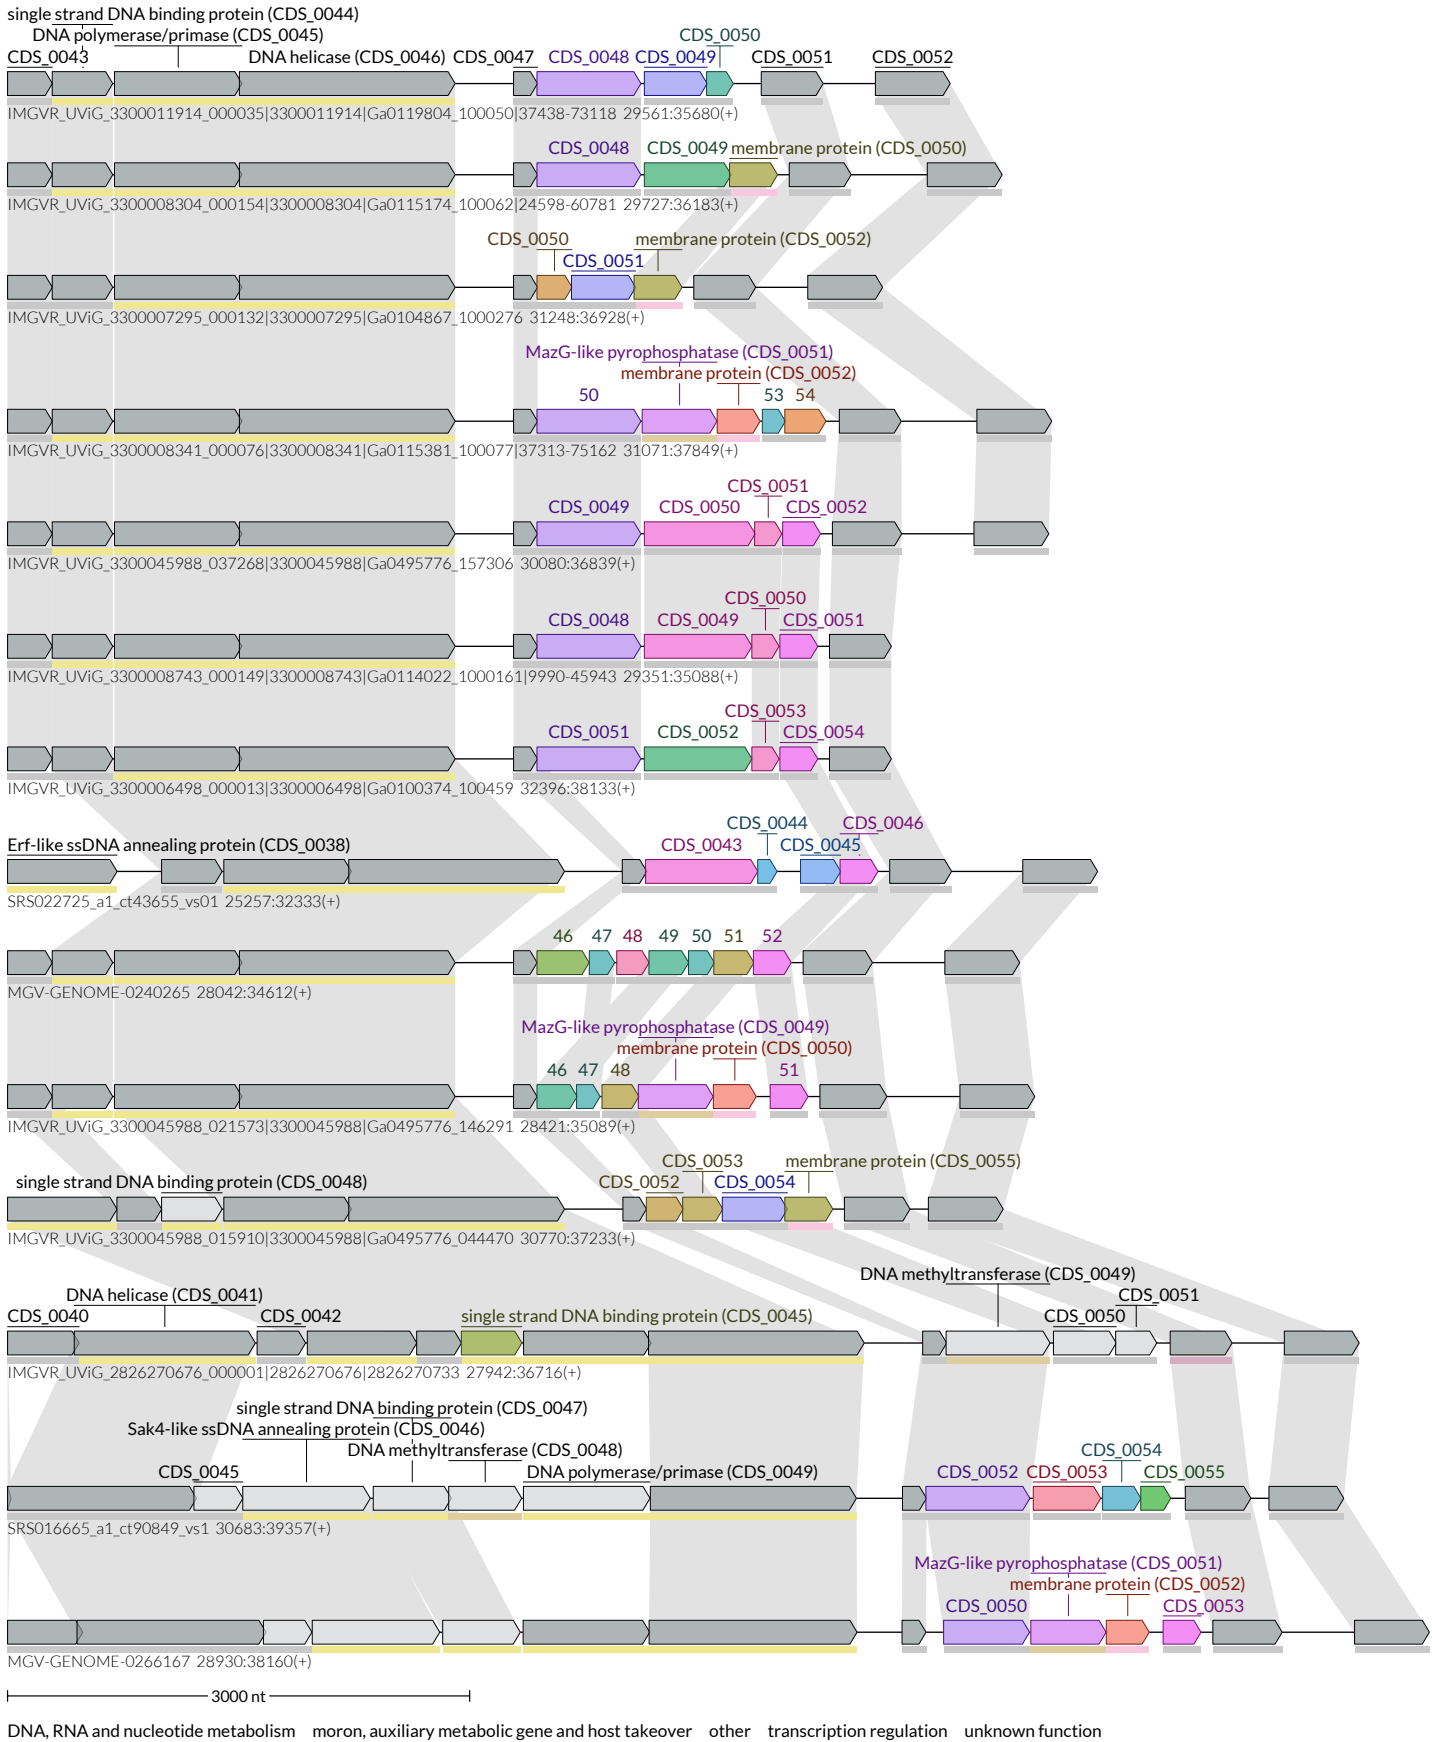 single strand DNA binding protein (CDS_0044)
DNA polymerase/primase (CDS_0045) CDS_0050
CDS_0043 DNA helicase (CDS_0046) CDS_0047 CDS_0048 CDS_0049 CDS_0051 CDS_0052
IMGVR_UViG_3300011914_000035|3300011914|Ga0119804_100050|37438-73118 29561:35680(+)
CDS_0048 CDS_0049 membrane protein (CDS_0050)
IMGVR_UViG_3300008304_000154|3300008304|Ga0115174_100062|24598-60781 29727:36183(+)
CDS_0050 membrane protein (CDS_0052)
CDS_0051
IMGVR_UViG_3300007295_000132|3300007295|Ga0104867_1000276 31248:36928(+)
MazG-like pyrophosphatase (CDS_0051)
membrane protein (CDS_0052)
50 53 54
IMGVR_UViG_3300008341_000076|3300008341|Ga0115381_100077|37313-75162 31071:37849(+)
CDS_0051
CDS_0049 CDS_0050 CDS_0052
IMGVR_UViG_3300045988_037268|3300045988|Ga0495776_157306 30080:36839(+)
CDS_0050
CDS_0048 CDS_0049 CDS_0051
IMGVR_UViG_3300008743_000149|3300008743|Ga0114022_1000161|9990-45943 29351:35088(+)
CDS_0053
CDS_0051 CDS_0052 CDS_0054
IMGVR_UViG_3300006498_000013|3300006498|Ga0100374_100459 32396:38133(+)
CDS_0044 CDS_0046
Erf-like ssDNA annealing protein (CDS_0038) CDS_0043 CDS_0045
SRS022725_a1_ct43655_vs01 25257:32333(+)
46 47 48 49 50 51 52
MGV-GENOME-0240265 28042:34612(+)
MazG-like pyrophosphatase (CDS_0049)
membrane protein (CDS_0050)
46 47 48 51
IMGVR_UViG_3300045988_021573|3300045988|Ga0495776_146291 28421:35089(+)
CDS_0053 membrane protein (CDS_0055)
single strand DNA binding protein (CDS_0048) CDS_0052 CDS_0054
IMGVR_UViG_3300045988_015910|3300045988|Ga0495776_044470 30770:37233(+)
DNA methyltransferase (CDS_0049)
DNA helicase (CDS_0041) CDS_0051
CDS_0040 CDS_0042 single strand DNA binding protein (CDS_0045) CDS_0050
IMGVR_UViG_2826270676_000001|2826270676|2826270733 27942:36716(+)
single strand DNA binding protein (CDS_0047)
Sak4-like ssDNA annealing protein (CDS_0046)
DNA methyltransferase (CDS_0048) CDS_0054
CDS_0045 DNA polymerase/primase (CDS_0049) CDS_0052 CDS_0053 CDS_0055
SRS016665_a1_ct90849_vs1 30683:39357(+)
MazG-like pyrophosphatase (CDS_0051)
membrane protein (CDS_0052)
CDS_0050 CDS_0053
MGV-GENOME-0266167 28930:38160(+)
3000 nt
DNA, RNA and nucleotide metabolism moron, auxiliary metabolic gene and host takeover other transcription regulation unknown function